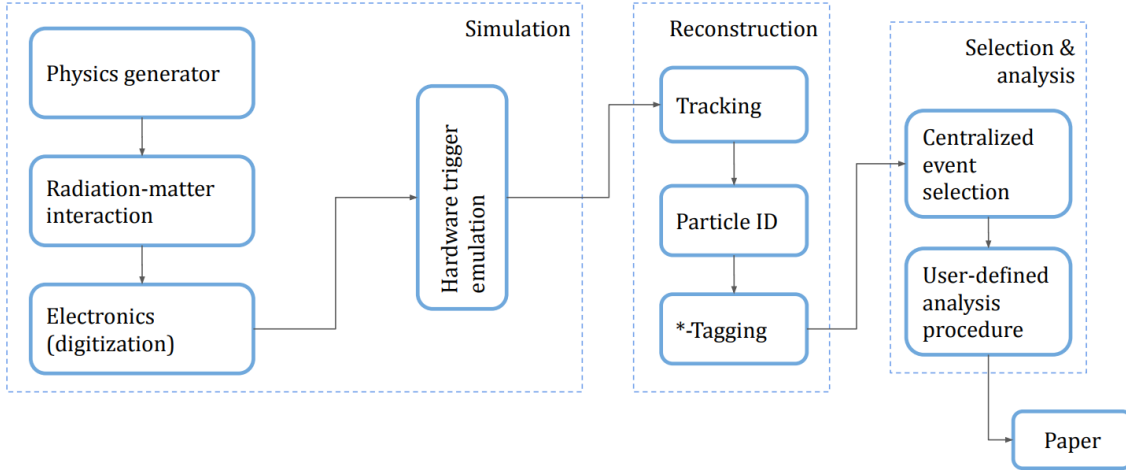 Simulation
Physics generator
Radiation-matter
interaction
Electronics
(digitization)
Hardware trigger
emulation
Reconstruction
Tracking
Particle ID
*-Tagging
Selection &
analysis
Centralized
event
selection
User-defined
analysis
procedure
Paper